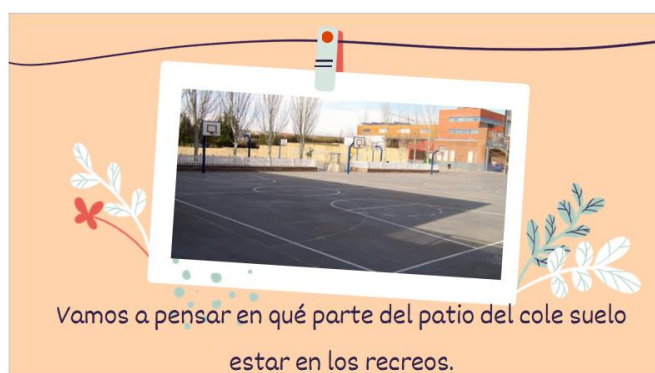 Vamos a pensar en qué parte del patio del cole suelo
estar en los recreos.